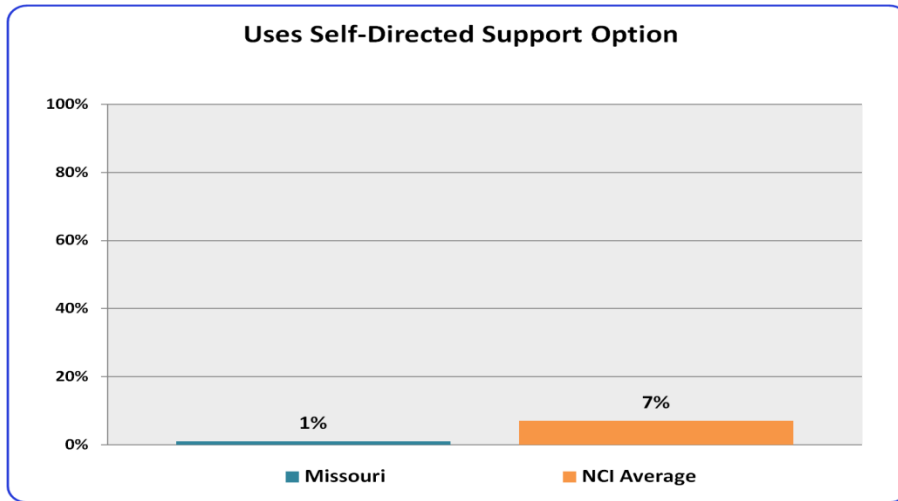 Uses Self-Directed Support Option
100%
80%
60%
40%
20%
0%
1%
7%
Missouri
NCI Average